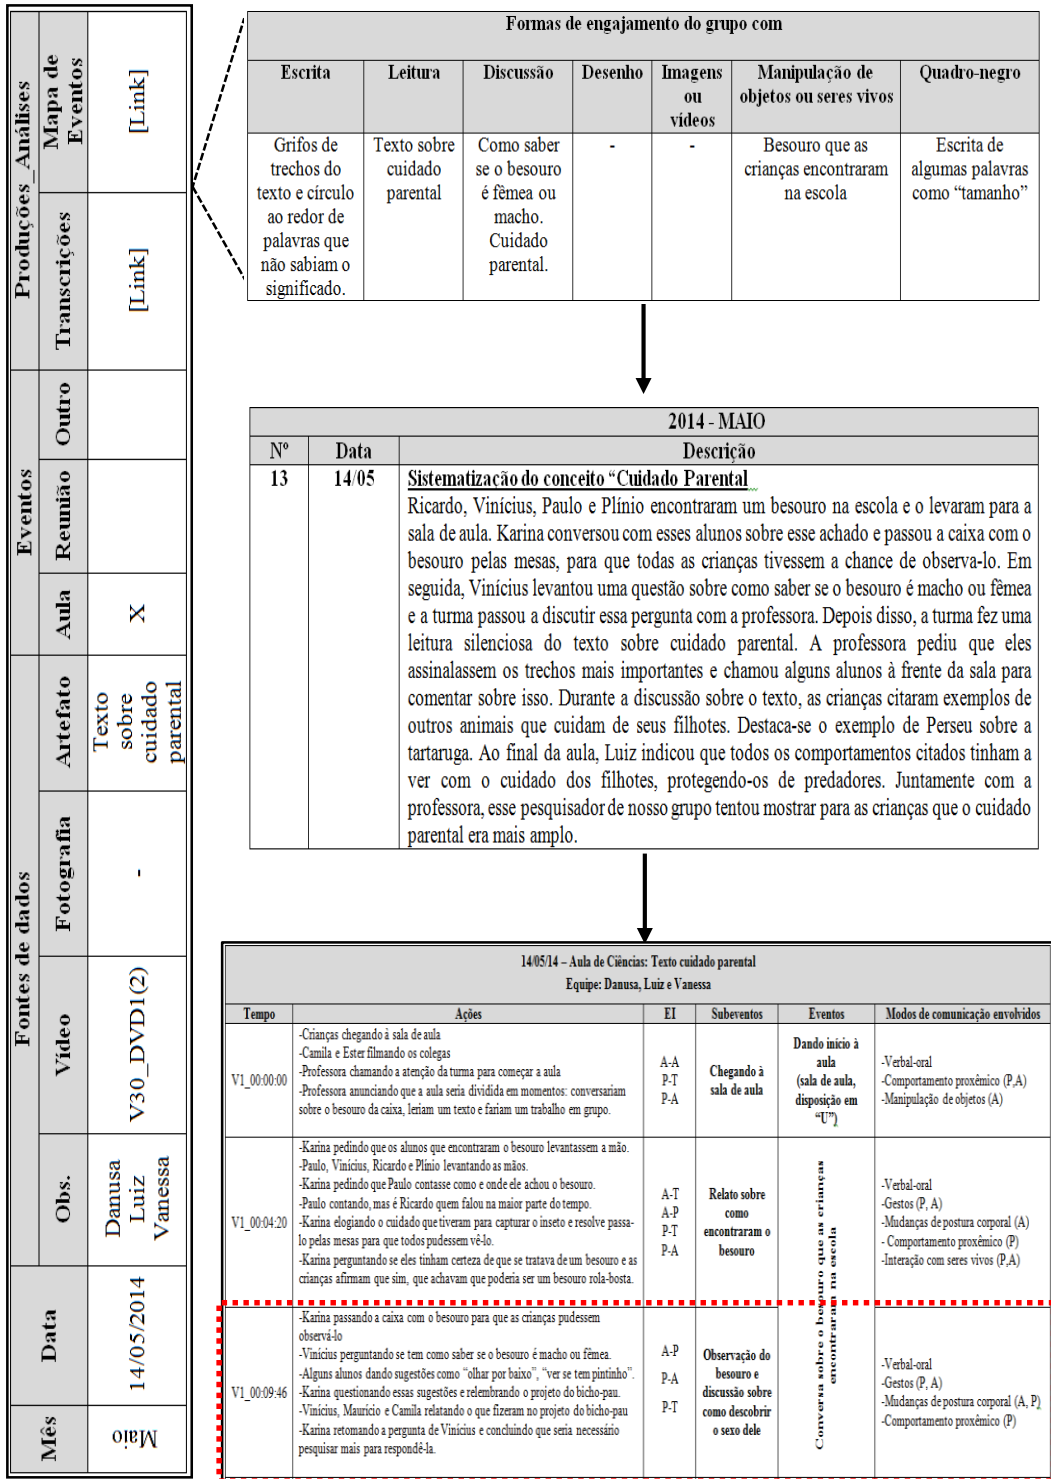 Mês
Data
Fontes de dados
Obs.
Vídeo
Fotografia
Artefato
Eventos
Aula
Reunião
Outro
Produções_Análises
Transcrições
Mapa de
Eventos
Maio
14/05/2014
Danusa
Luiz
Vanessa
V30_DVD1(2)
-
Texto
sobre
cuidado
parental
X
[Link]
[Link]
Formas de engajamento do grupo com
Escrita
Leitura
Discussão
Desenho
Imagens
ou
vídeos
Manipulação de
objetos ou seres vivos
Quadro-negro
Grifos de
trechos do
texto e círculo
ao redor de
palavras que
não sabiam o
significado.
Texto sobre
cuidado
parental
Como saber
se o besouro
é fêmea ou
macho.
Cuidado
parental.
-
-
Besouro que as
crianças encontraram
na escola
Escrita de
algumas palavras
como “tamanho”
2014 - MAIO
Nº
Data
Descrição
13
14/05
Sistematização do conceito “Cuidado Parental
Ricardo, Vinícius, Paulo e Plínio encontraram um besouro na escola e o levaram para a
sala de aula. Karina conversou com esses alunos sobre esse achado e passou a caixa com o
besouro pelas mesas, para que todas as crianças tivessem a chance de observa-lo. Em
seguida, Vinícius levantou uma questão sobre como saber se o besouro é macho ou fêmea
e a turma passou a discutir essa pergunta com a professora. Depois disso, a turma fez uma
leitura silenciosa do texto sobre cuidado parental. A professora pediu que eles
assinalassem os trechos mais importantes e chamou alguns alunos à frente da sala para
comentar sobre isso. Durante a discussão sobre o texto, as crianças citaram exemplos de
outros animais que cuidam de seus filhotes. Destaca-se o exemplo de Perseu sobre a
tartaruga. Ao final da aula, Luiz indicou que todos os comportamentos citados tinham a
ver com o cuidado dos filhotes, protegendo-os de predadores. Juntamente com a
professora, esse pesquisador de nosso grupo tentou mostrar para as crianças que o cuidado
parental era mais amplo.
14/05/14 – Aula de Ciências: Texto cuidado parental
Equipe: Danusa, Luiz e Vanessa
Tempo
Ações
EI
Subeventos
Eventos
Modos de comunicação envolvidos
V1_00:00:00
-Crianças chegando à sala de aula
-Camila e Ester filmando os colegas
-Professora chamando a atenção da turma para começar a aula
-Professora anunciando que a aula seria dividida em momentos: conversariam
sobre o besouro da caixa, leriam um texto e fariam um trabalho em grupo.
A-A
P-T
P-A
Chegando à
sala de aula
Dando inicio à
aula
(sala de aula,
disposição em
“U”)
-Verbal-oral
-Comportamento proxêmico (P,A)
-Manipulação de objetos (A)
V1_00:04:20
-Karina pedindo que os alunos que encontraram o besouro levantassem a mão.
-Paulo, Vinícius, Ricardo e Plínio levantando as mãos.
-Karina pedindo que Paulo contasse como e onde ele achou o besouro.
-Paulo contando, mas é Ricardo quem falou na maior parte do tempo.
-Karina elogiando o cuidado que tiveram para capturar o inseto e resolve passa-
lo pelas mesas para que todos pudessem vê-lo.
-Karina perguntando se eles tinham certeza de que se tratava de um besouro e as
crianças afirmam que sim, que achavam que poderia ser um besouro rola-bosta.
A-T
A-P
P-T
P-A
Relato sobre
como
encontraram o
besouro
Conversa sobre o besouro que as crianças
encontraram na escola
-Verbal-oral
-Gestos (P, A)
-Mudanças de postura corporal (A)
- Comportamento proxêmico (P)
-Interação com seres vivos (P,A)
V1_00:09:46
-Karina passando a caixa com o besouro para que as crianças pudessem
observá-lo
-Vinícius perguntando se tem como saber se o besouro é macho ou fêmea.
-Alguns alunos dando sugestões como “olhar por baixo”, “ver se tem pintinho”.
-Karina questionando essas sugestões e relembrando o projeto do bicho-pau.
-Vinícius, Mauricio e Camila relatando o que fizeram no projeto do bicho-pau
-Karina retomando a pergunta de Vinícius e concluindo que seria necessário
pesquisar mais para respondê-la.
A-P
P-A
P-T
Observação do
besouro e
discussão sobre
como descobrir
o sexo dele
-Verbal-oral
-Gestos (P, A)
-Mudanças de postura corporal (A, P)
-Comportamento proxêmico (P)